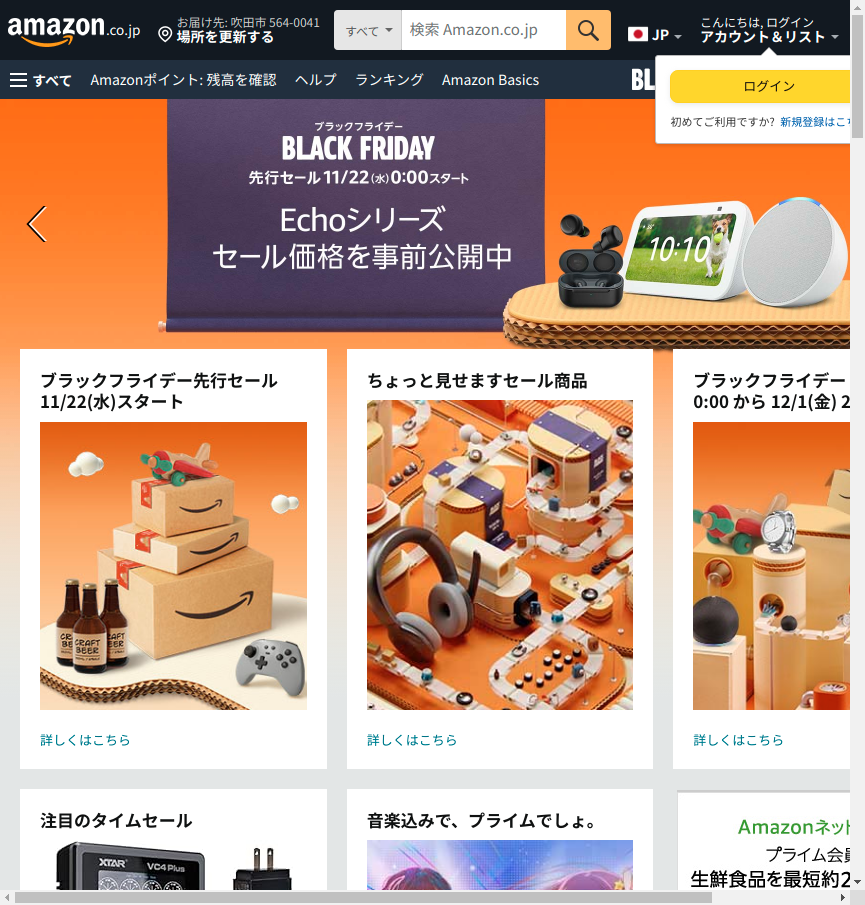 amazon.co.jp
お届け先: 吹田市 564-0041
場所を更新する
すべて
検索 Amazon.co.jp
JP
こんにちは, ログイン
アカウント＆リスト
すべて
Amazonポイント: 残高を確認
ヘルプ
ランキング
Amazon Basics
BL
ログイン
初めてご利用ですか? 新規登録はこち
ブラックフライデー
BLACK FRIDAY
先行セール 11/22(水)0:00スタート
Echoシリーズ
セール価格を事前公開中
10:10
ブラックフライデー先行セール
11/22(水)スタート
CRAFT
BEER
詳しくはこちら
ちょっと見せますセール商品
詳しくはこちら
ブラックフライデー
0:00 から 12/1(金) 2
詳しくはこちら
注目のタイムセール
XTAR
VC4 Plus
音楽込みで、プライムでしょ。
Amazonネット
プライム会員
生鮮食品を最短約2